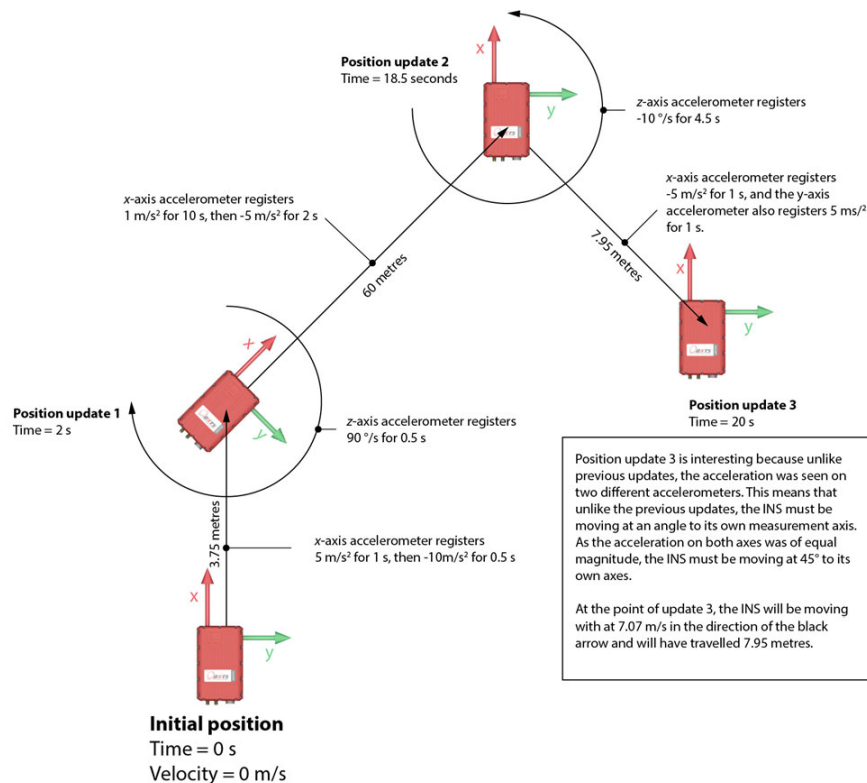 Position update 2
Time = 18.5 seconds
x
y
z-axis accelerometer registers
-10 °/s for 4.5 s
x-axis accelerometer registers
1 m/s² for 10 s, then -5 m/s² for 2 s
60 metres
x-axis accelerometer registers
-5 m/s² for 1 s, and the y-axis
accelerometer also registers 5 ms/²
for 1 s.
7.95 metres
x
y
Position update 3
Time = 20 s
Position update 1
Time = 2 s
x
y
z-axis accelerometer registers
90 °/s for 0.5 s
3.75 metres
x-axis accelerometer registers
5 m/s² for 1 s, then -10m/s² for 0.5 s
x
y
Initial position
Time = 0 s
Velocity = 0 m/s
Position update 3 is interesting because unlike
previous updates, the acceleration was seen on
two different accelerometers. This means that
unlike the previous updates, the INS must be
moving at an angle to its own measurement axis.
As the acceleration on both axes was of equal
magnitude, the INS must be moving at 45° to its
own axes.
At the point of update 3, the INS will be moving
with at 7.07 m/s in the direction of the black
arrow and will have travelled 7.95 metres.